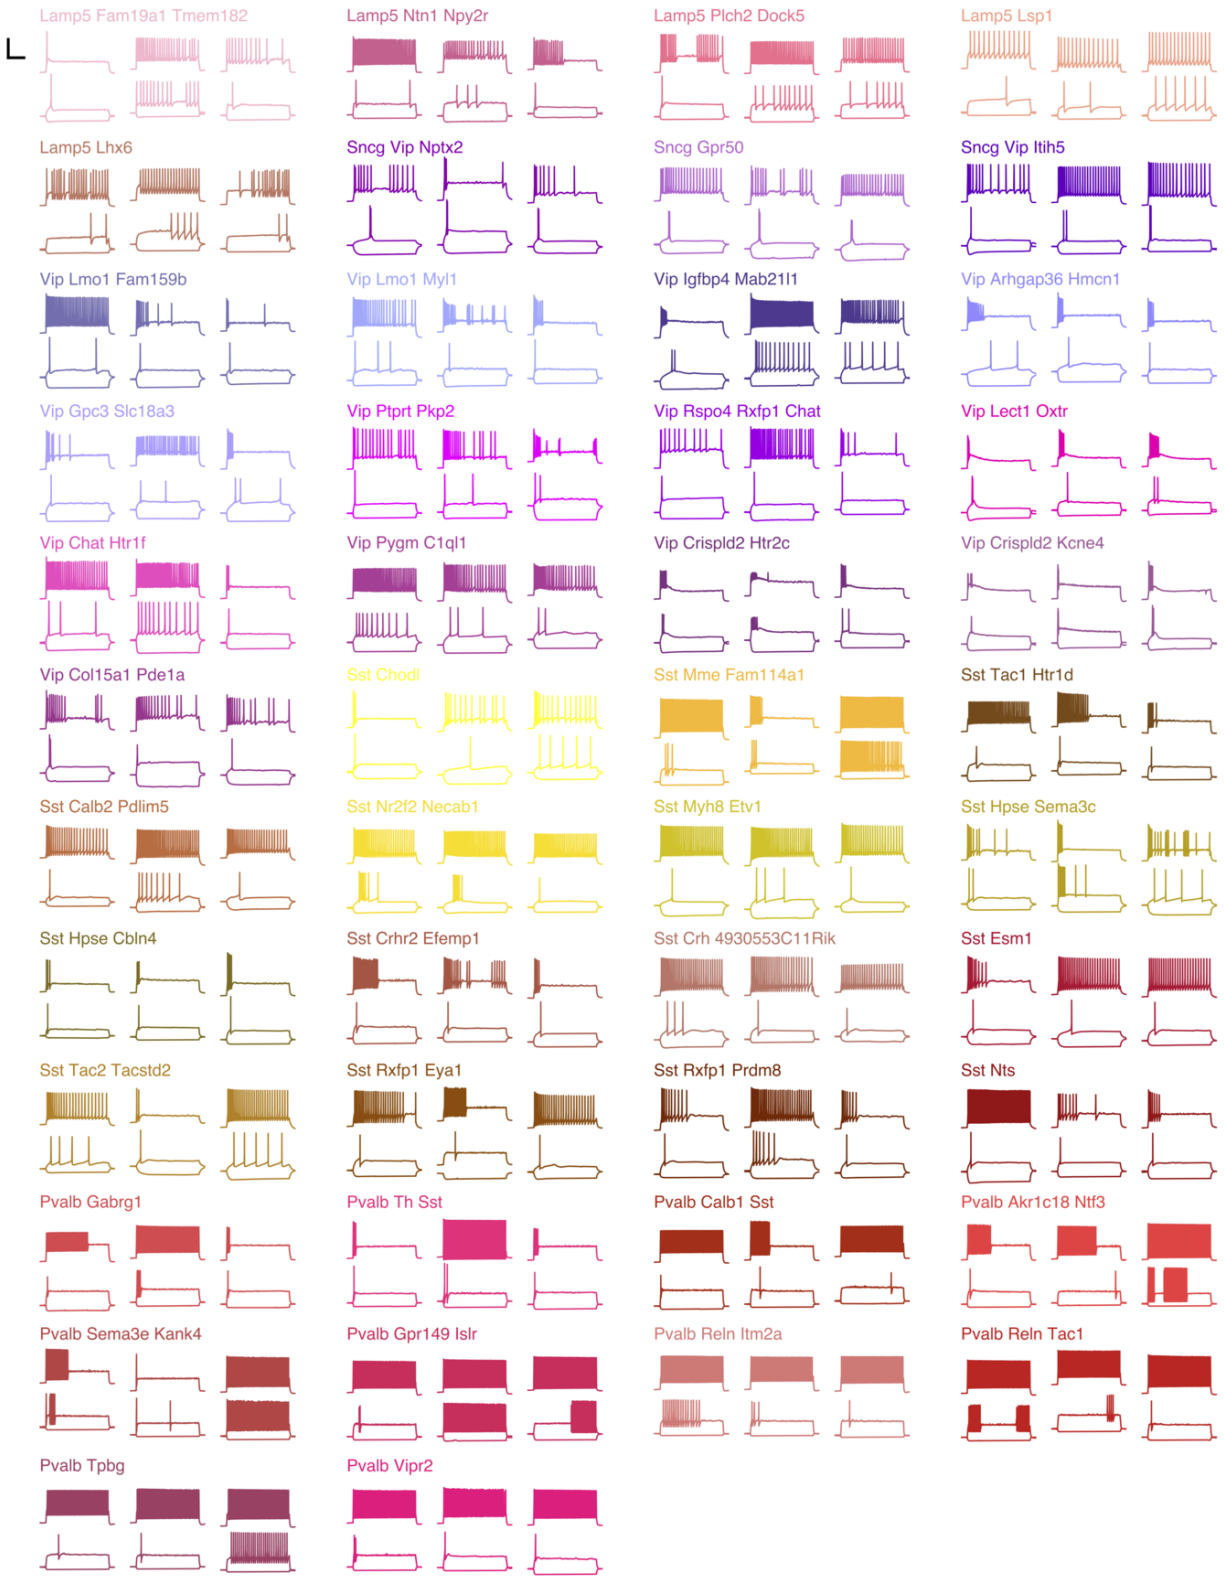 Lamp5 Fam19a1 Tmem182
Lamp5 Ntn1 Npy2r
Lamp5 Plch2 Dock5
Lamp5 Lsp1
Lamp5 Lhx6
Sncg Vip Nptx2
Sncg Gpr50
Sncg Vip Itih5
Vip Lmo1 Fam159b
Vip Lmo1 Myl1
Vip Igfbp4 Mab21l1
Vip Arhgap36 Hmcn1
Vip Gpc3 Slc18a3
Vip Ptprt Pkp2
Vip Rspo4 Rxfp1 Chat
Vip Lect1 Oxtr
Vip Chat Htr1f
Vip Pygm C1ql1
Vip Crispld2 Htr2c
Vip Crispld2 Kcne4
Vip Col15a1 Pde1a
Sst Chodl
Sst Mme Fam114a1
Sst Tac1 Htr1d
Sst Calb2 Pdlim5
Sst Nr2f2 Necab1
Sst Myh8 Etv1
Sst Hpse Sema3c
Sst Hpse Cbln4
Sst Crhr2 Efemp1
Sst Crh 4930553C11Rik
Sst Esm1
Sst Tac2 Tacstd2
Sst Rxfp1 Eya1
Sst Rxfp1 Prdm8
Sst Nts
Pvalb Gabrg1
Pvalb Th Sst
Pvalb Calb1 Sst
Pvalb Akr1c18 Ntf3
Pvalb Sema3e Kank4
Pvalb Gpr149 Islr
Pvalb Reln Itm2a
Pvalb Reln Tac1
Pvalb Tpbg
Pvalb Vipr2